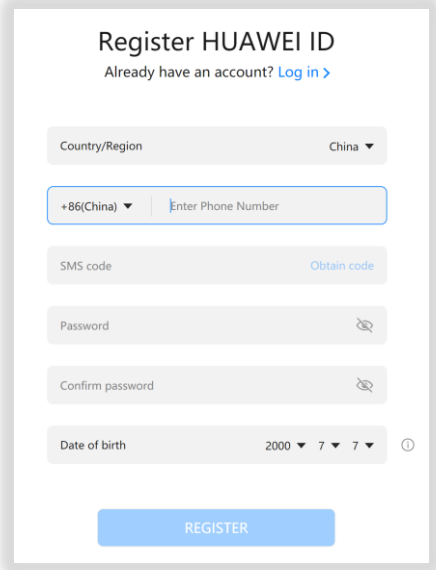 Register HUAWEI ID
Already have an account? Log in >
Country/Region China ▼
+86(China) ▼ Enter Phone Number
SMS code Obtain code
Password
Confirm password
Date of birth 2000 ▼ 7 ▼ 7 ▼
REGISTER